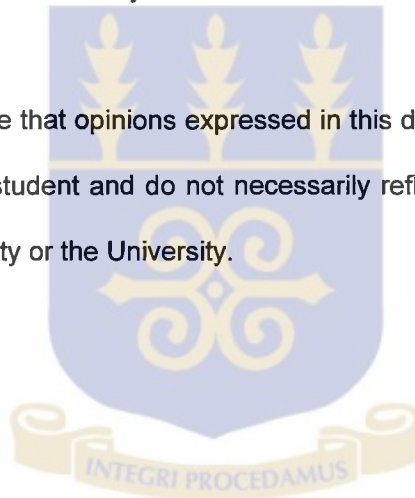 e that opinions expressed in this d
student and do not necessarily refl
ty or the University.
INTEGRI PROCEDAMUS